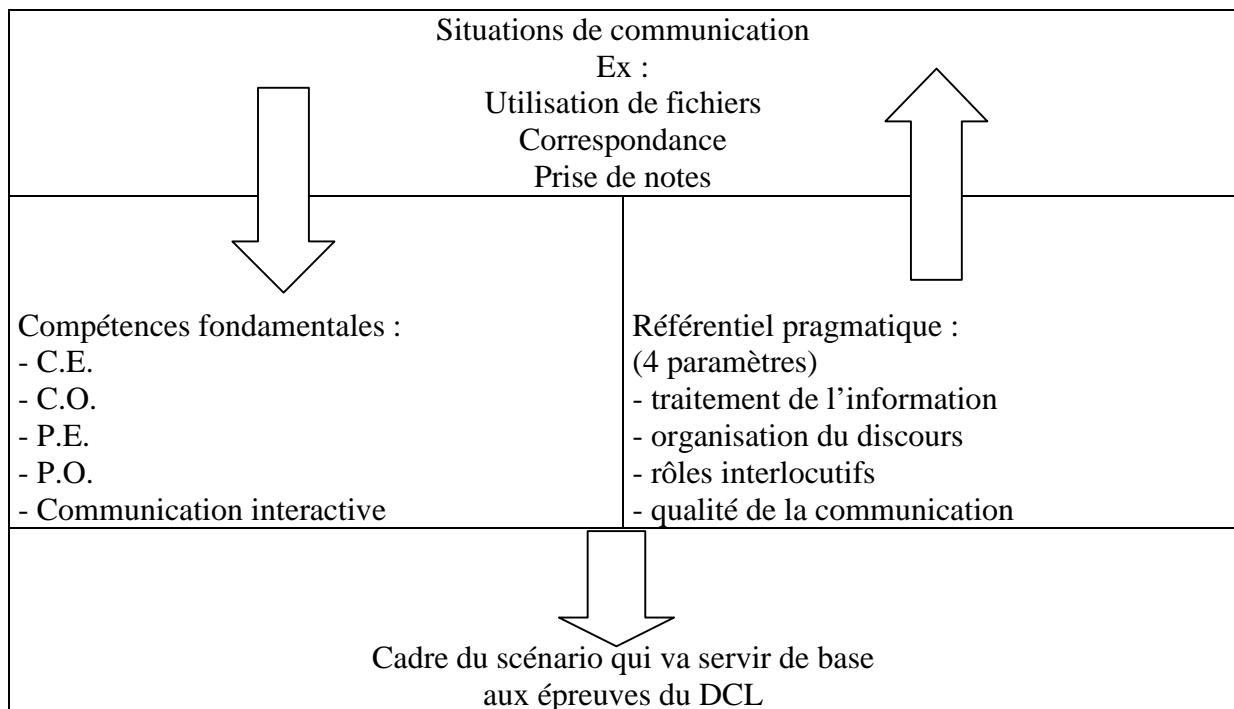 Situations de communication
Ex :
Utilisation de fichiers
Correspondance
Prise de notes
Compétences fondamentales :
- C.E.
- C.O.
- P.E.
- P.O.
- Communication interactive
Référentiel pragmatique :
(4 paramètres)
- traitement de l’information
- organisation du discours
- rôles interlocutifs
- qualité de la communication
Cadre du scénario qui va servir de base
aux épreuves du DCL